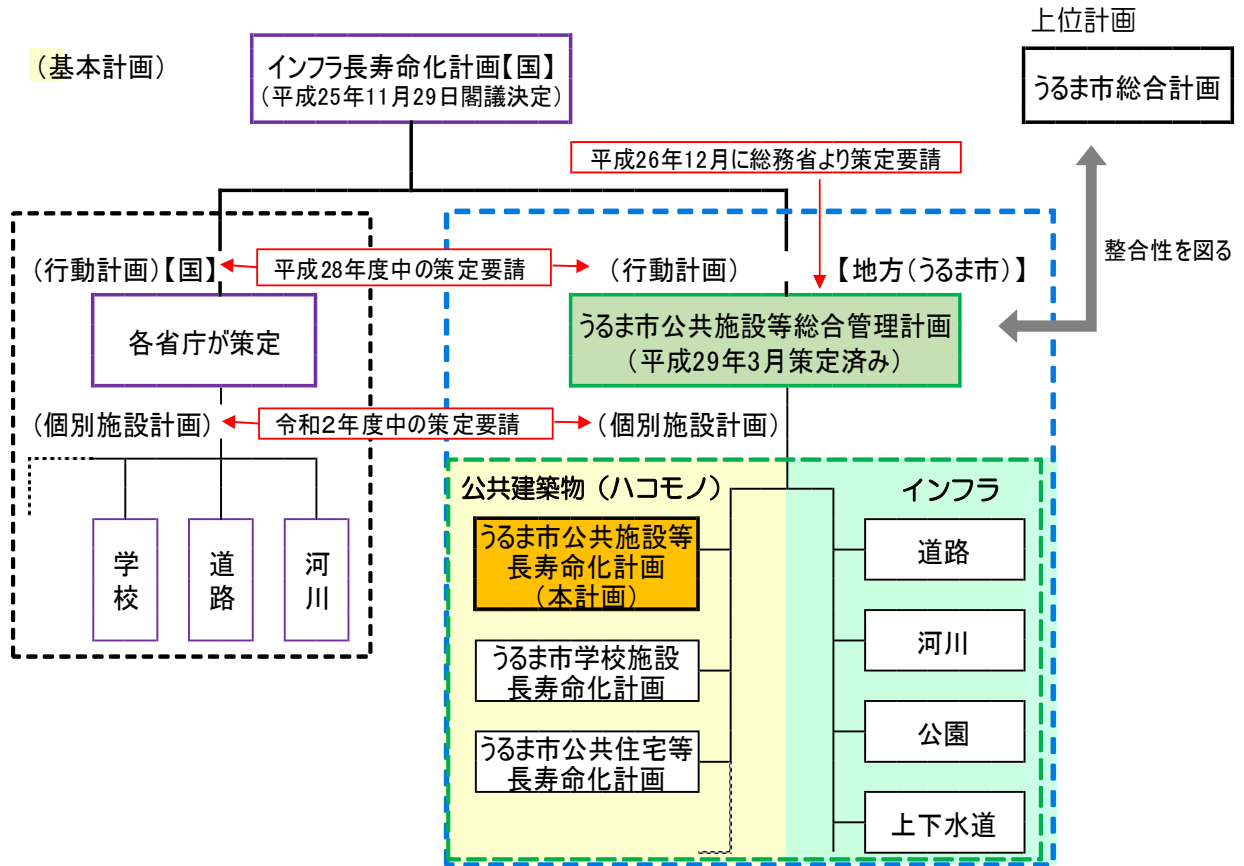 上位計画
(基本計画)
インフラ長寿命化計画【国】
(平成25年11月29日閣議決定)
うるま市総合計画
平成26年12月に総務省より策定要請
整合性を図る
(行動計画)【国】
平成28年度中の策定要請
(行動計画)
【地方(うるま市)】
各省庁が策定
うるま市公共施設等総合管理計画
(平成29年3月策定済み)
(個別施設計画)
令和2年度中の策定要請
(個別施設計画)
学校
道路
河川
公共建築物(ハコモノ)
うるま市公共施設等
長寿命化計画
(本計画)
うるま市学校施設
長寿命化計画
うるま市公共住宅等
長寿命化計画
インフラ
道路
河川
公園
上下水道